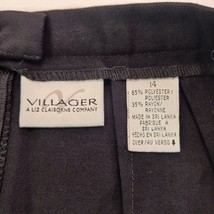 VILLAGER
A LIZ CLAIBORNE COMPANY
14
65% POLYESTER/
POLYESTER
35% RAYON/
RAYONNE
MADE IN SRI LANKA
FABRIQUE A
SRI LANKA
HECHO EN SRI LANKA
OVER/AU VERSO